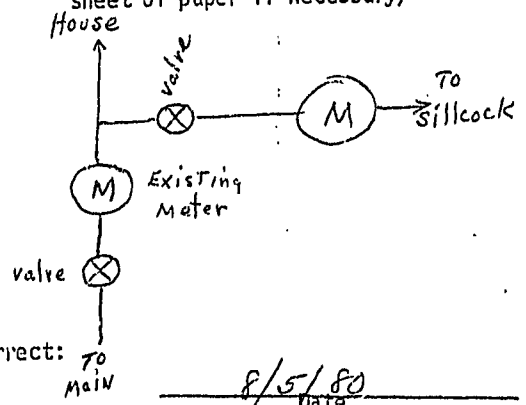 sheet of paper if necessary)
House
valve
M
TO
Sillcock
M
Existing
Meter
valve
rrect:
TO
MAIN
8/5/80
Date